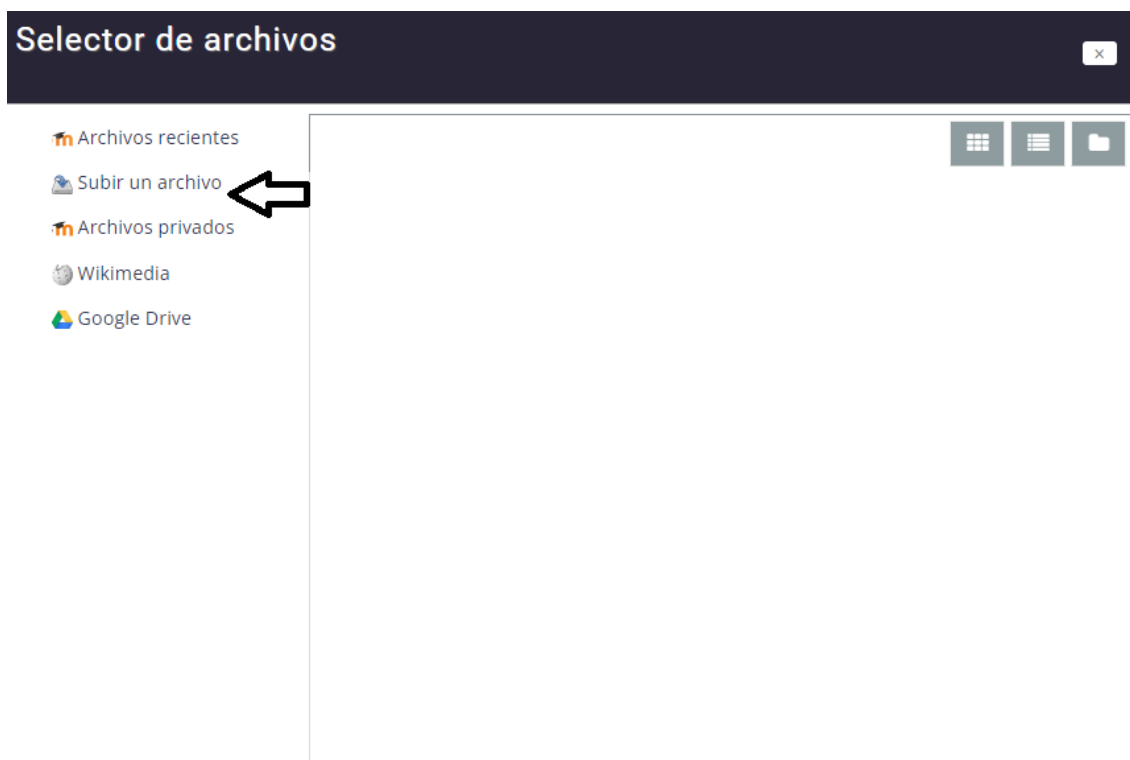 Selector de archivos
Archivos recientes
Subir un archivo
Archivos privados
Wikimedia
Google Drive